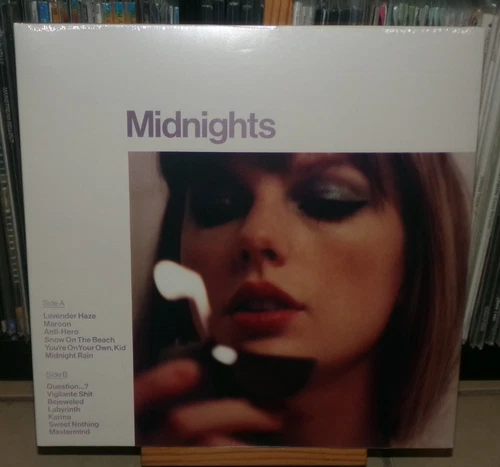 Midnights
Side A
Lavender Haze
Maroon
Anti-Hero
Snow On The Beach
You're On Your Own, Kid
Midnight Rain
Side B
Question...?
Vigilante Shit
Bejeweled
Labyrinth
Karma
Sweet Nothing
Mastermind